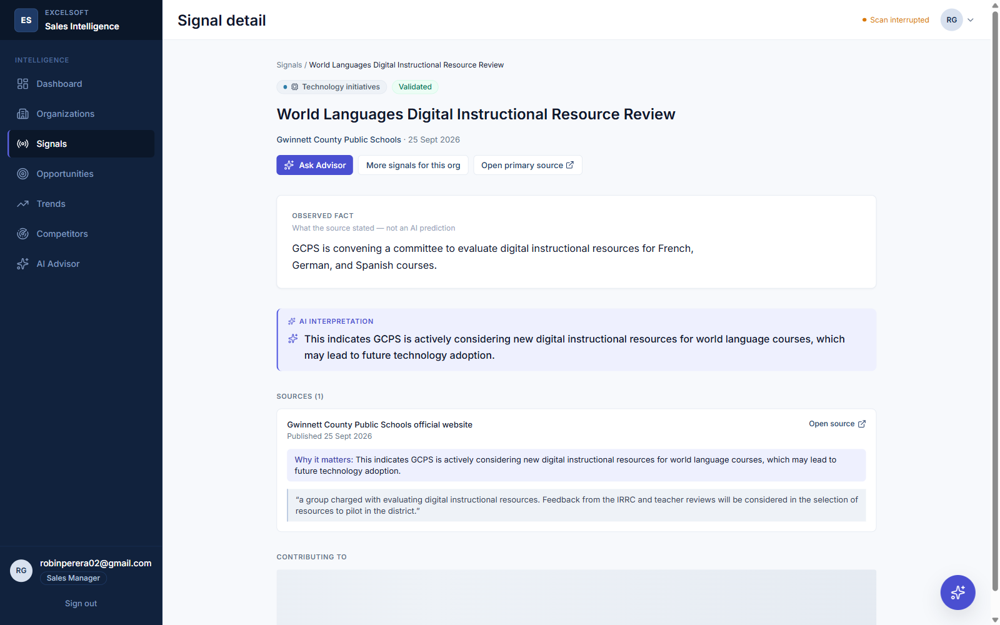 ES
EXCELSOFT
Sales Intelligence
INTELLIGENCE
Dashboard
Organizations
Signals
Opportunities
Trends
Competitors
AI Advisor
RG
robinperera02@gmail.com
Sales Manager
Sign out
Signal detail
Scan interrupted
RG
Signals / World Languages Digital Instructional Resource Review
Technology initiatives
Validated
World Languages Digital Instructional Resource Review
Gwinnett County Public Schools · 25 Sept 2026
Ask Advisor
More signals for this org
Open primary source
OBSERVED FACT
What the source stated — not an AI prediction
GCPS is convening a committee to evaluate digital instructional resources for French,
German, and Spanish courses.
AI INTERPRETATION
This indicates GCPS is actively considering new digital instructional resources for world language courses, which
may lead to future technology adoption.
SOURCES (1)
Gwinnett County Public Schools official website
Open source
Published 25 Sept 2026
Why it matters: This indicates GCPS is actively considering new digital instructional resources for world language courses, which may lead to
future technology adoption.
“a group charged with evaluating digital instructional resources. Feedback from the IRRC and teacher reviews will be considered in the selection of
resources to pilot in the district.”
CONTRIBUTING TO